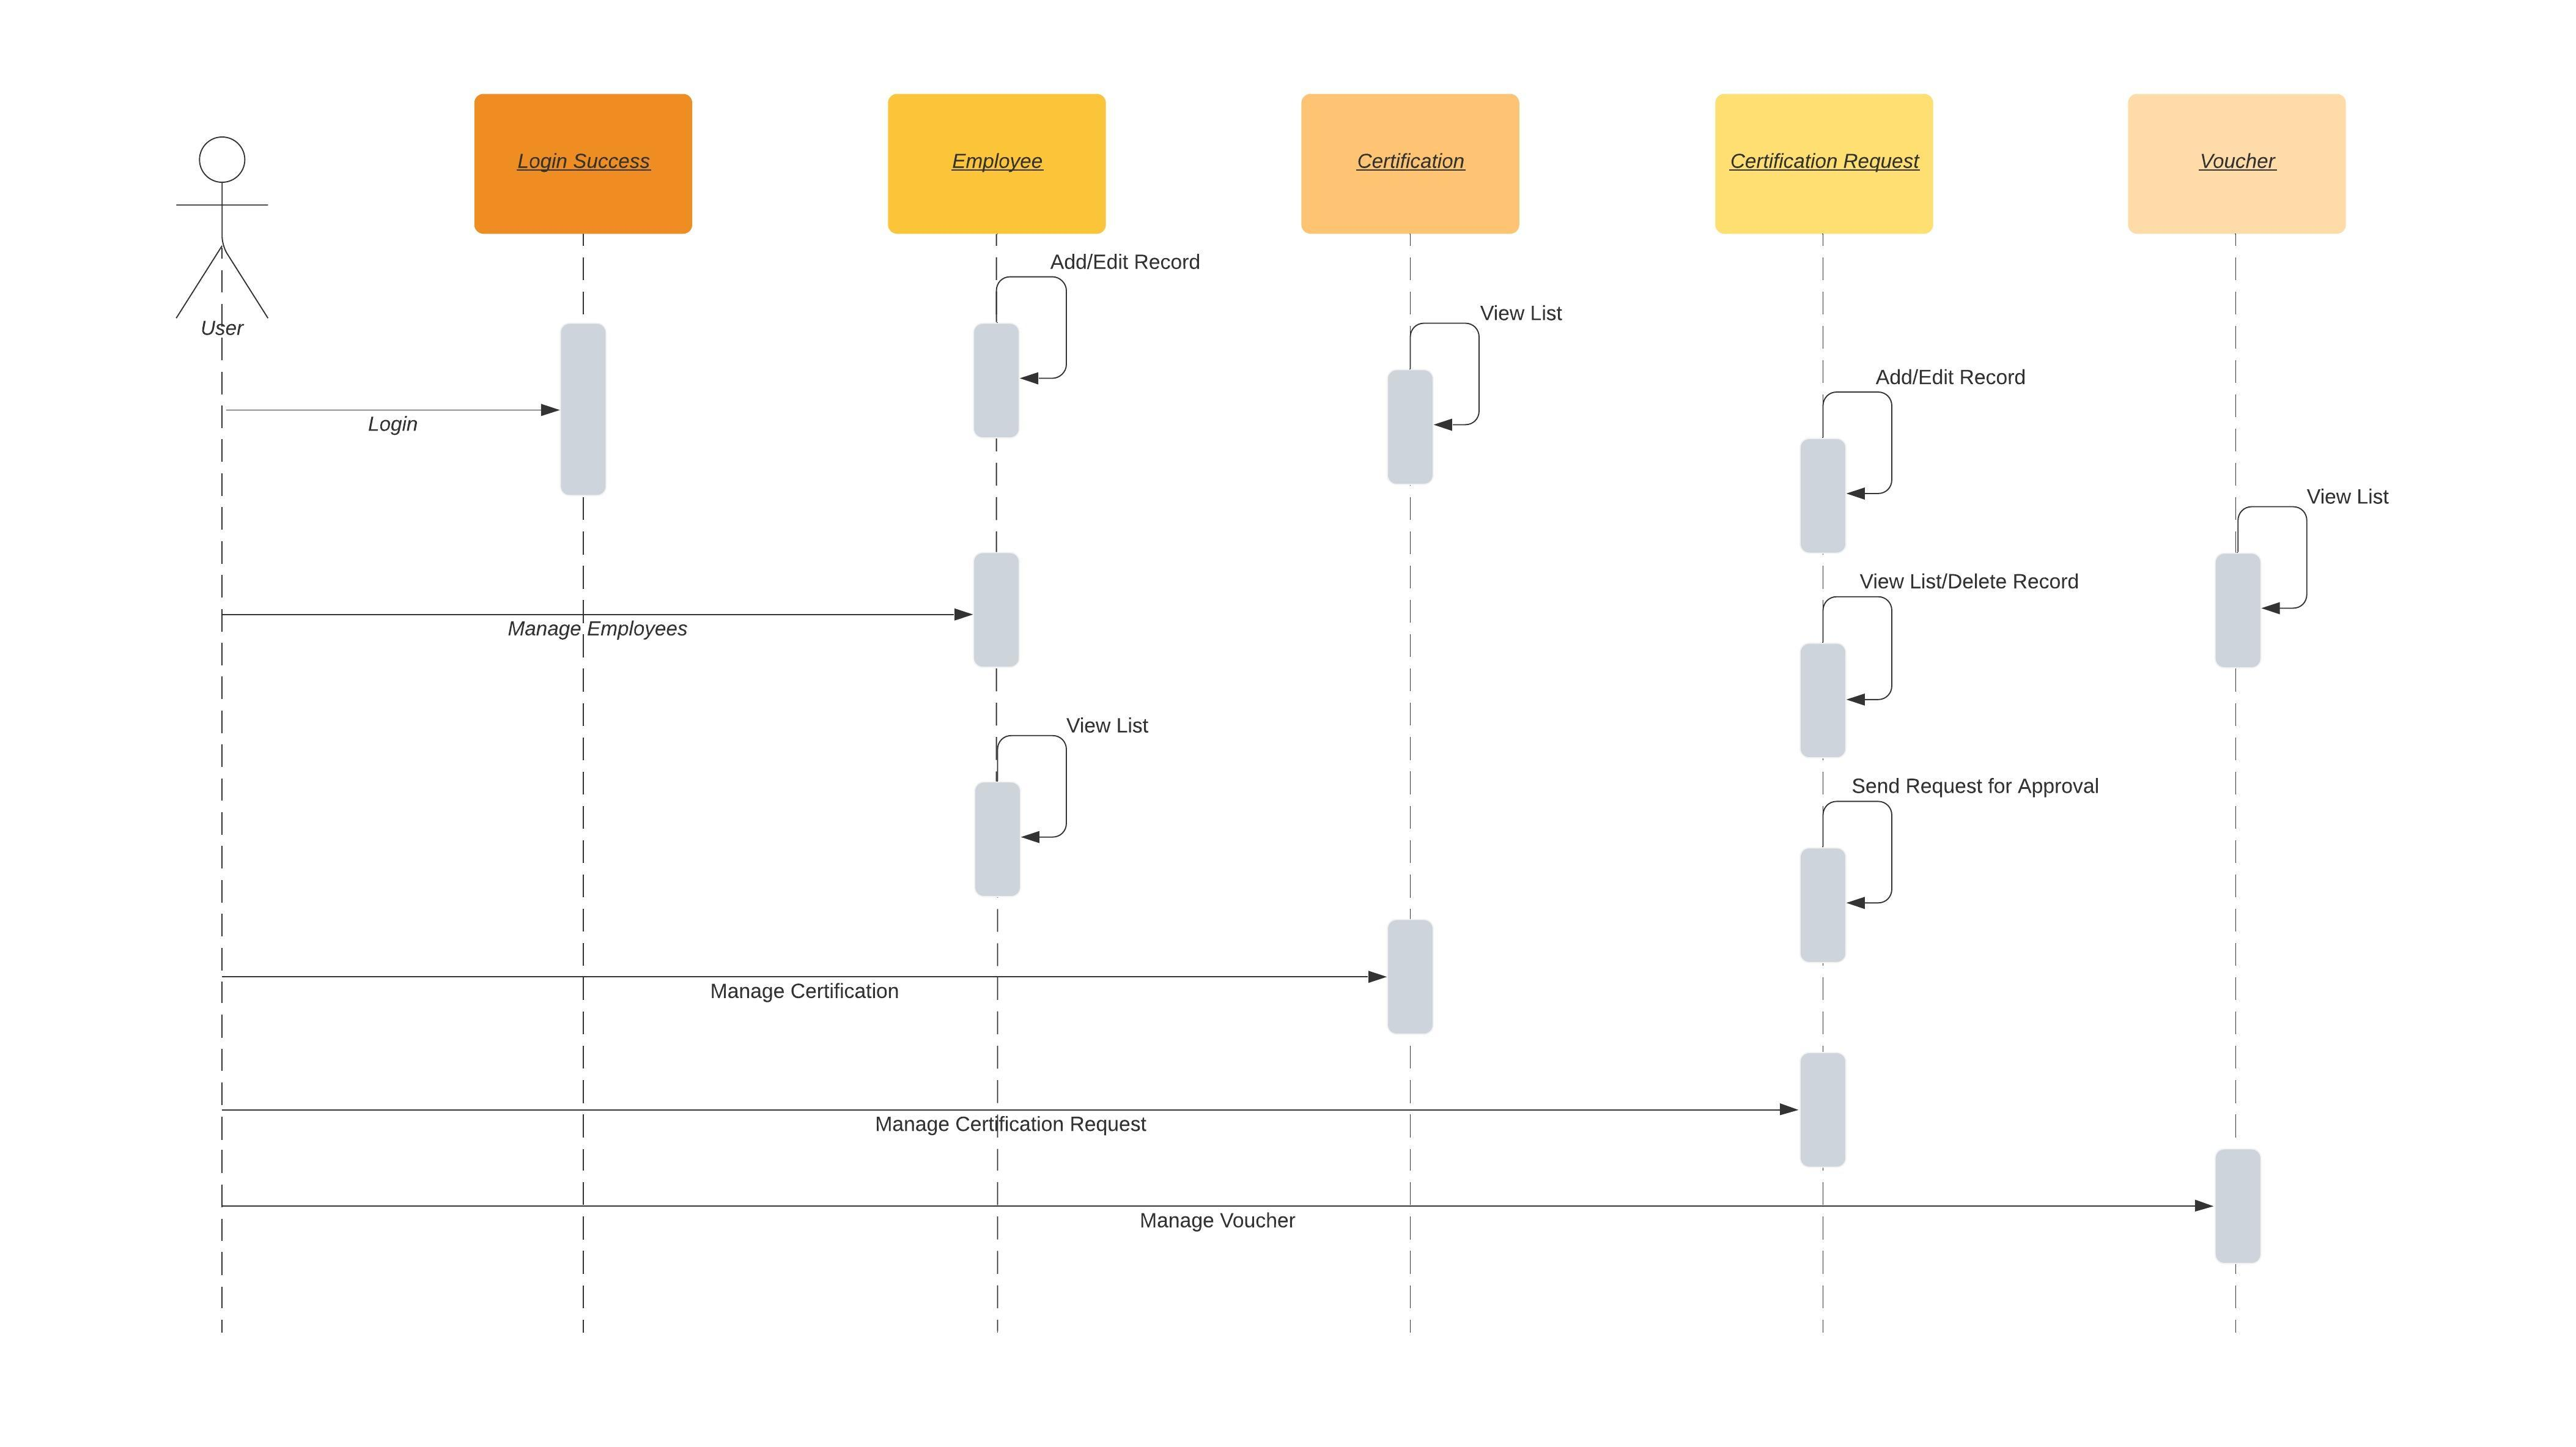 Login Success
Employee
Certification
Certification Request
Voucher
Add/Edit Record
View List
User
Add/Edit Record
Login
View List
View List/Delete Record
Manage Employees
View List
Send Request for Approval
Manage Certification
Manage Certification Request
Manage Voucher